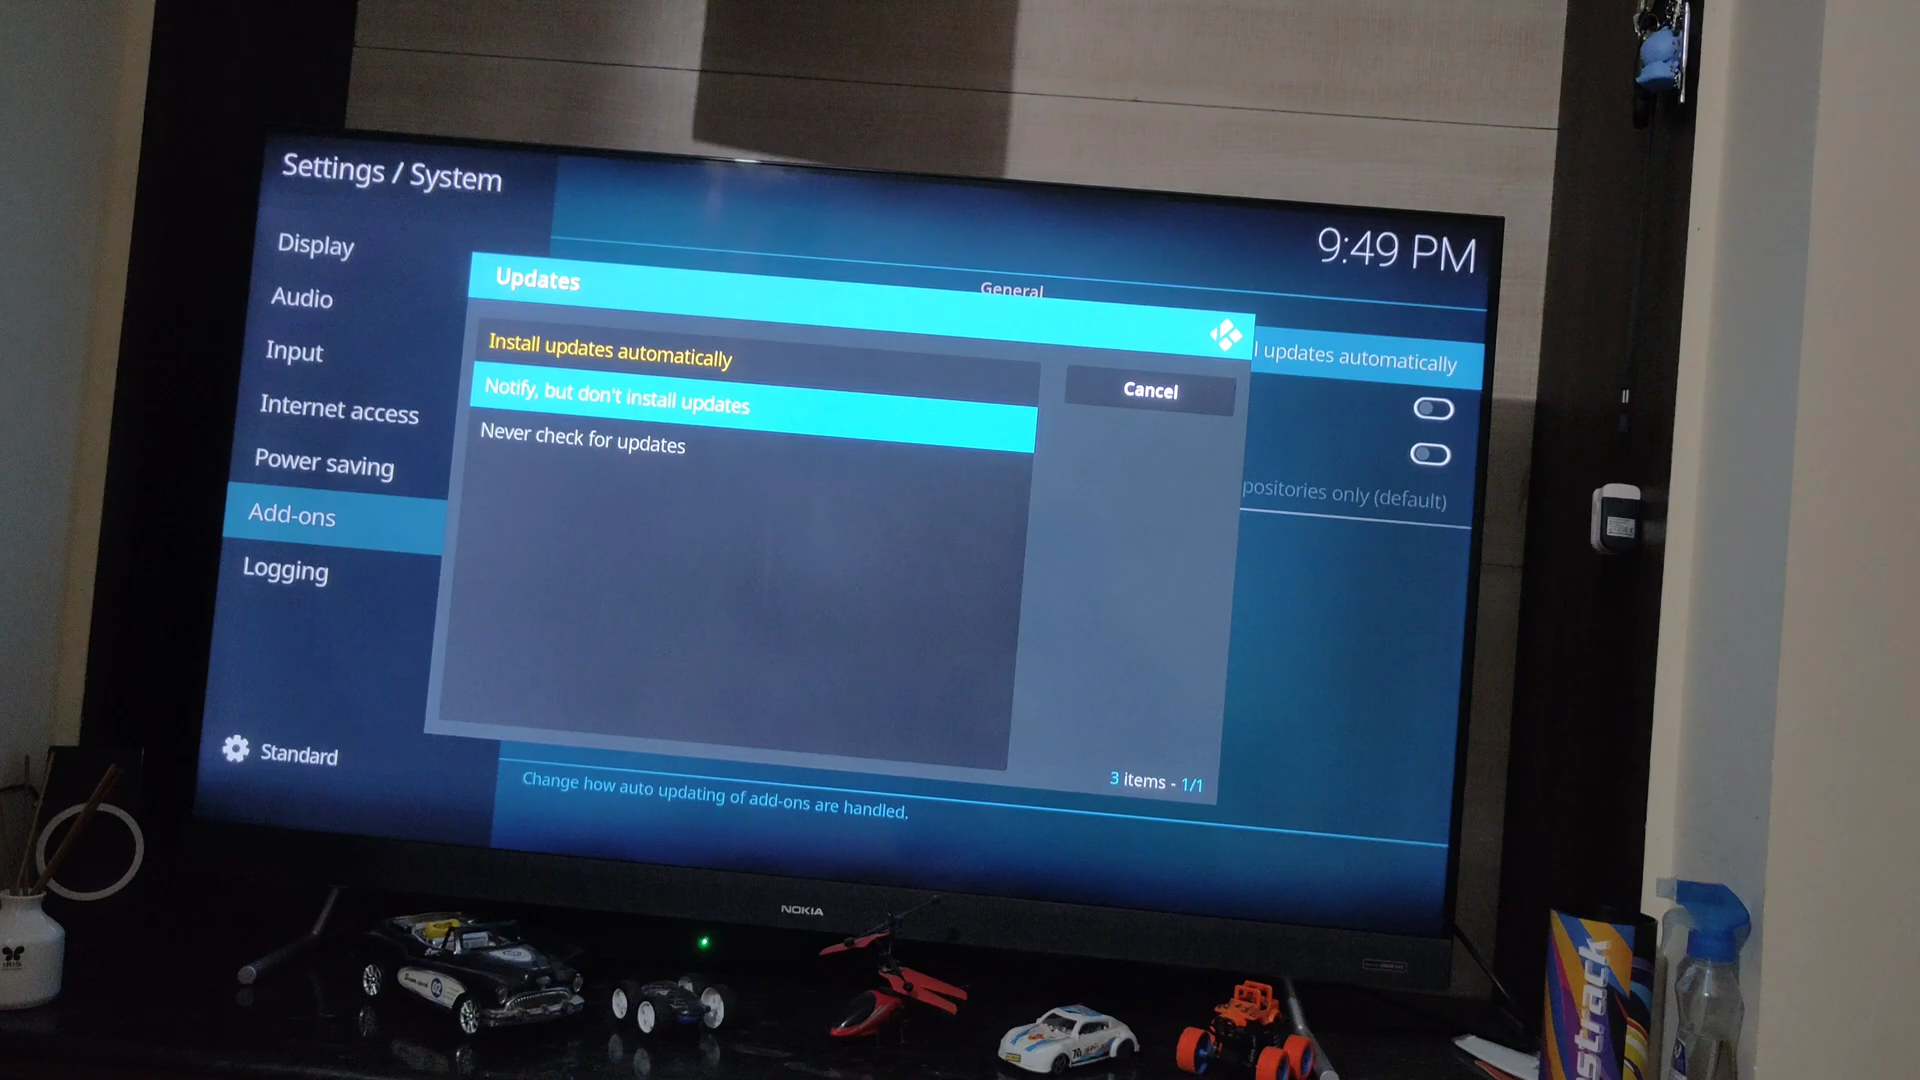 Settings / System
9:49 PM
Display
Audio
Input
Internet access
Power saving
Add-ons
Logging
Standard
General
Updates
Install updates automatically
Notify, but don't install updates
Never check for updates
Cancel
l updates automatically
positories only (default)
3 items - 1/1
Change how auto updating of add-ons are handled.
NOKIA
IRIS
strack